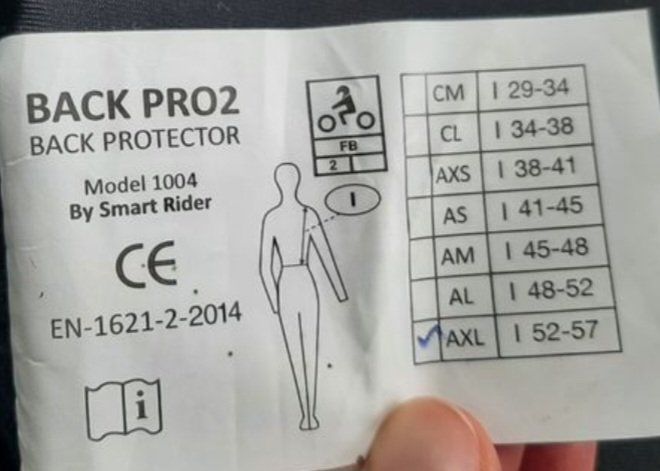 BACK PRO2
BACK PROTECTOR
Model 1004
By Smart Rider
CE
EN-1621-2-2014
i
FB
2
I
CM I 29-34
CL I 34-38
AXS I 38-41
AS I 41-45
AM I 45-48
AL I 48-52
AXL I 52-57